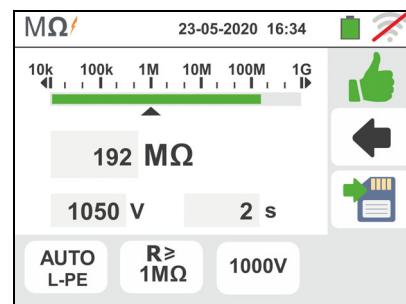 MΩ 23-05-2020 16:34
10k 100k 1M 10M 100M 1G
192 MΩ
1050 V 2 s
AUTO
L-PE
R≥
1MΩ
1000V